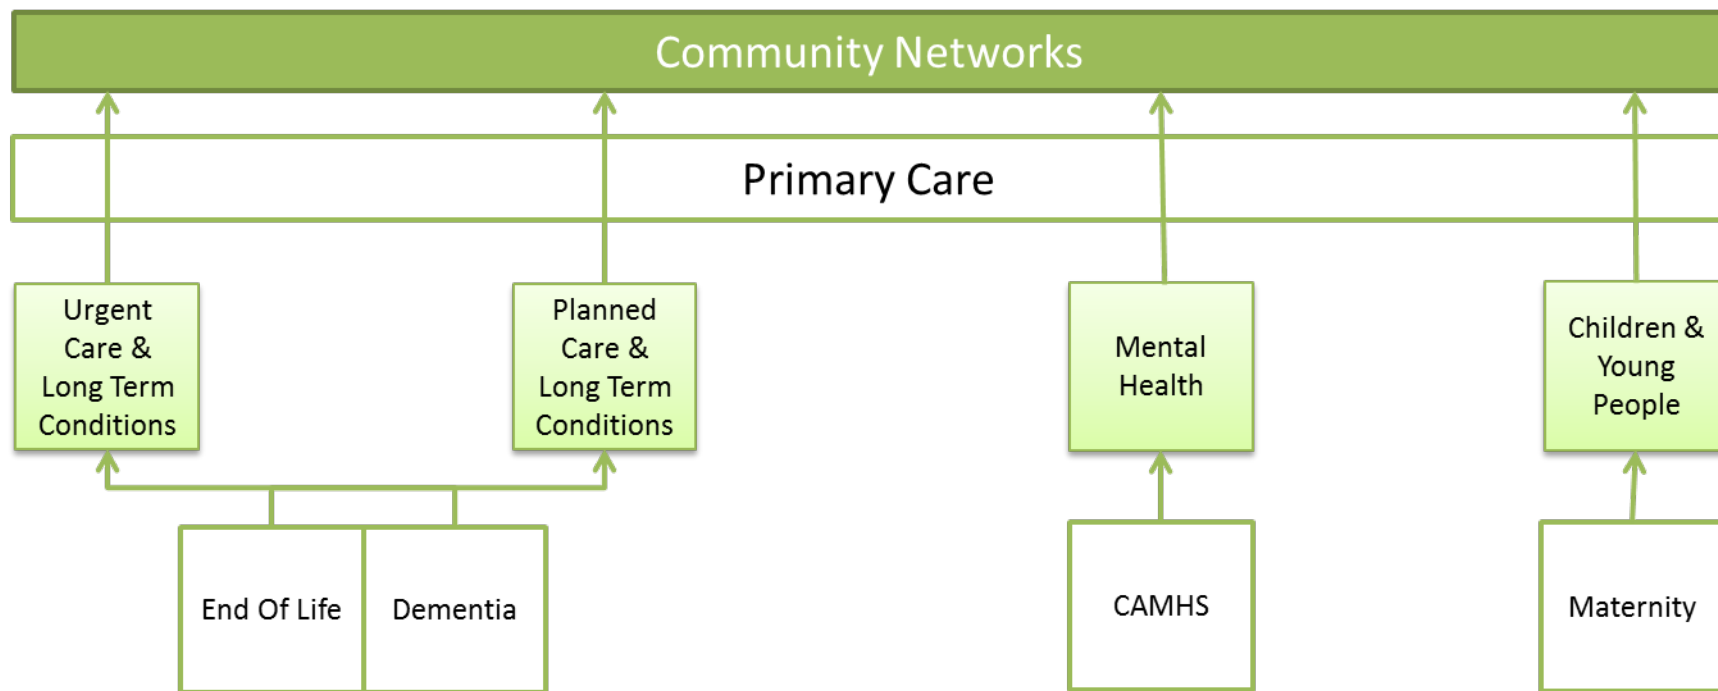 Community Networks
Primary Care
Urgent
Care &
Long Term
Conditions
Planned
Care &
Long Term
Conditions
Mental
Health
Children &
Young
People
End Of Life
Dementia
CAMHS
Maternity